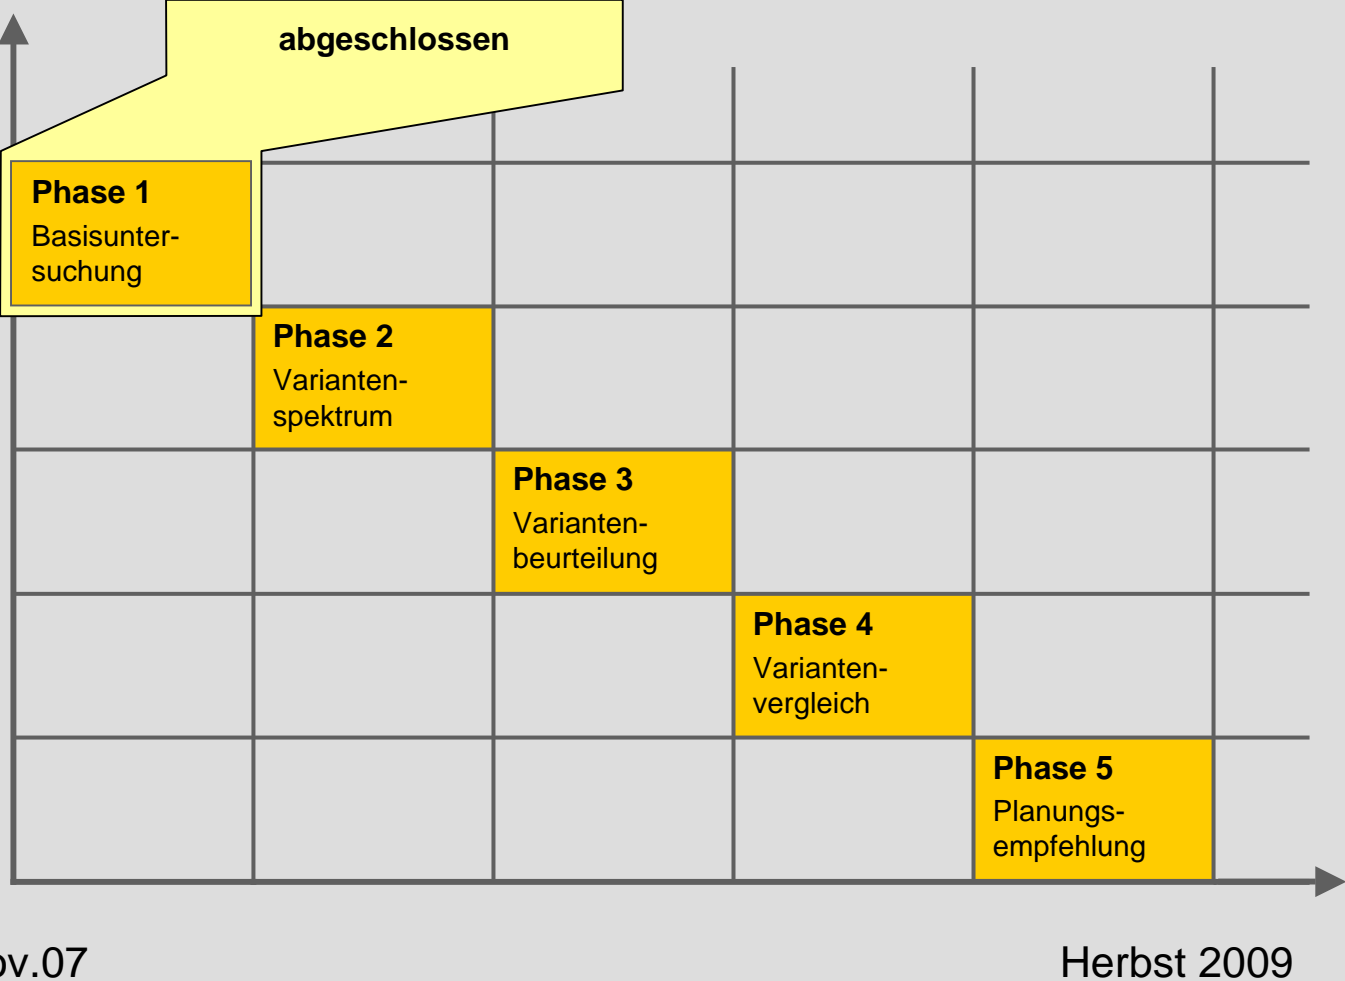 abgeschlossen
Phase 1
Basisunter-
suchung
Phase 2
Varianten-
spektrum
Phase 3
Varianten-
beurteilung
Phase 4
Varianten-
vergleich
Phase 5
Planungs-
empfehlung
ov.07
Herbst 2009